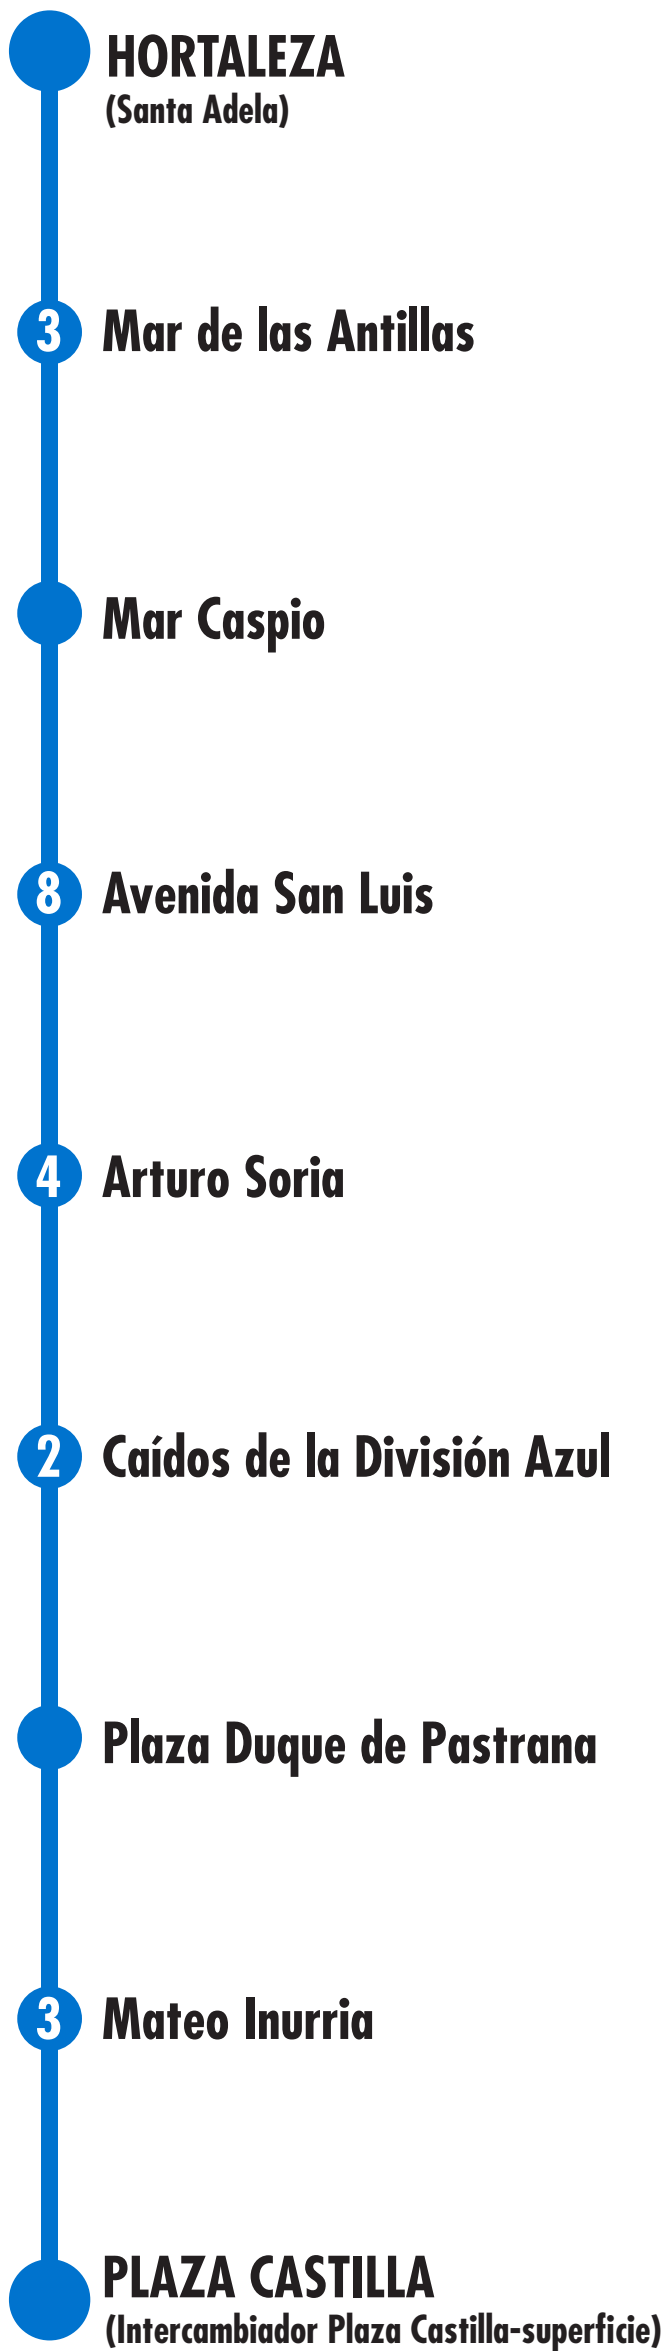 HORTALEZA
(Santa Adela)
3 Mar de las Antillas
Mar Caspio
8 Avenida San Luis
4 Arturo Soria
2 Caídos de la División Azul
Plaza Duque de Pastrana
3 Mateo Inurria
PLAZA CASTILLA
(Intercambiador Plaza Castilla-superficie)